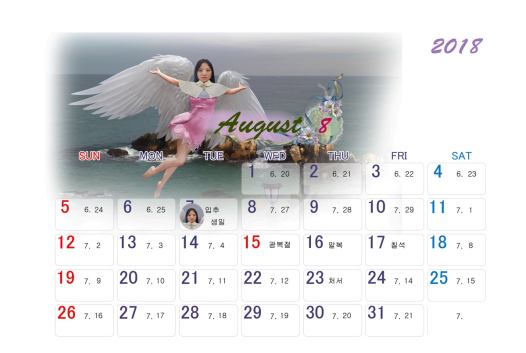 2018
August 8
SUN MON TUE WED THU FRI SAT
1 6. 20 2 6. 21 3 6. 22 4 6. 23
5 6. 24 6 6. 25 7 입추 생일 8 7. 27 9 7. 28 10 7. 29 11 7. 1
12 7. 2 13 7. 3 14 7. 4 15 광복절 16 말복 17 칠석 18 7. 8
19 7. 9 20 7. 10 21 7. 11 22 7. 12 23 처서 24 7. 14 25 7. 15
26 7. 16 27 7. 17 28 7. 18 29 7. 19 30 7. 20 31 7. 21 7.